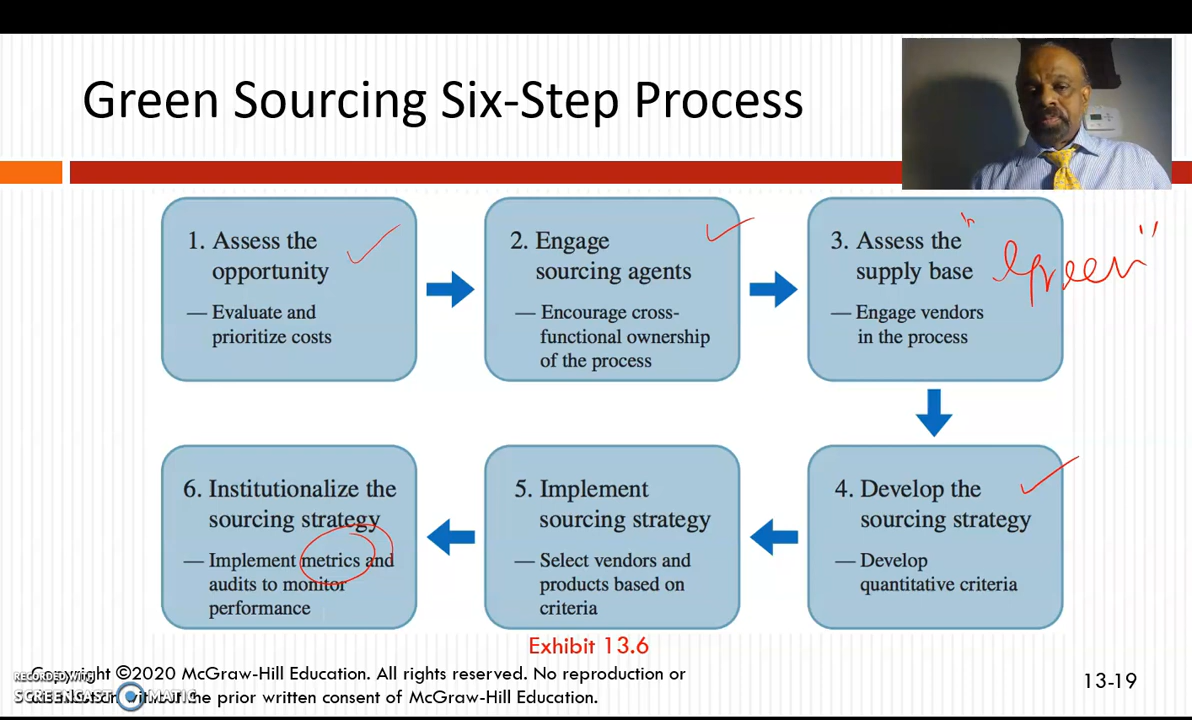 Green Sourcing Six-Step Process
1. Assess the
opportunity
— Evaluate and
prioritize costs
2. Engage
sourcing agents
— Encourage cross-
functional ownership
of the process
3. Assess the
supply base
— Engage vendors
in the process
"Green"
6. Institutionalize the
sourcing strategy
— Implement metrics and
audits to monitor
performance
5. Implement
sourcing strategy
— Select vendors and
products based on
criteria
4. Develop the
sourcing strategy
— Develop
quantitative criteria
Exhibit 13.6
Copyright ©2020 McGraw-Hill Education. All rights reserved. No reproduction or
the prior written consent of McGraw-Hill Education.
13-19
RECORDED WITH
SCREENCAST MATIC